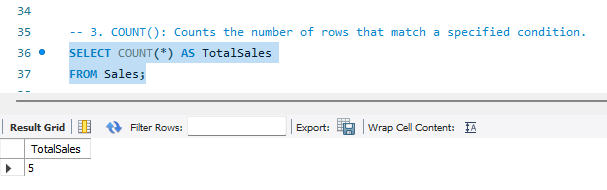 34
35 -- 3. COUNT(): Counts the number of rows that match a specified condition.
36 SELECT COUNT(*) AS TotalSales
37 FROM Sales;
Result Grid Filter Rows: Export: Wrap Cell Content: IA
TotalSales
5